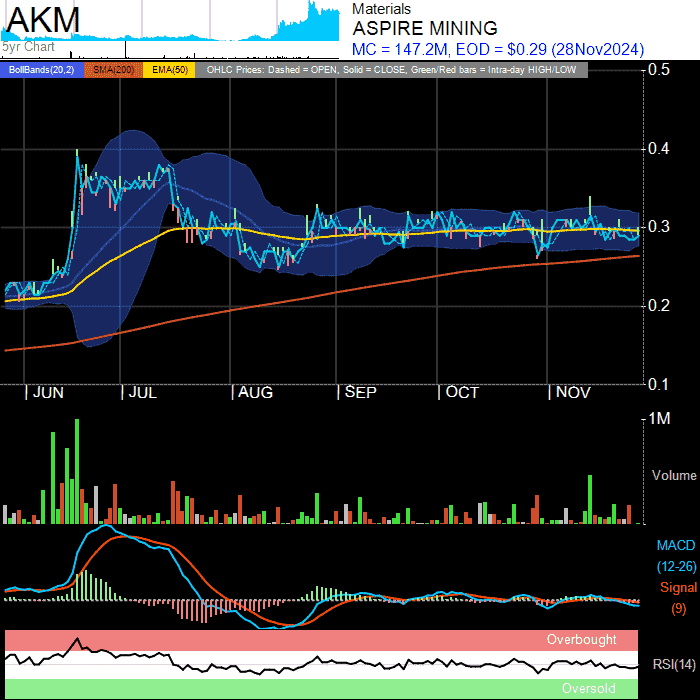 AKM
5yr Chart
Materials
ASPIRE MINING
MC = 147.2M, EOD = $0.29 (28Nov2024)
BollBands(20,2) SMA(200) EMA(50) OHLC Prices: Dashed = OPEN, Solid = CLOSE, Green/Red bars = Intra-day HIGH/LOW
0.5
0.4
0.3
0.2
0.1
JUN JUL AUG SEP OCT NOV
1M
Volume
MACD
(12-26)
Signal
(9)
Overbought
RSI(14)
Oversold